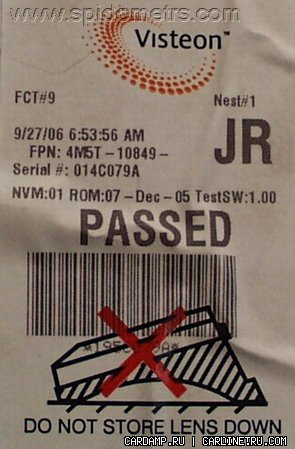 www.spidometrs.com
Visteon™
FCT#9 Nest#1
9/27/06 6:53:56 AM
JR
FPN: 4M5T-10849-
Serial #: 014C079A
NVM:01 ROM:07-Dec-05 TestSW:1.00
PASSED
DO NOT STORE LENS DOWN
CARDAMP.RU | CARLINETRU.COM